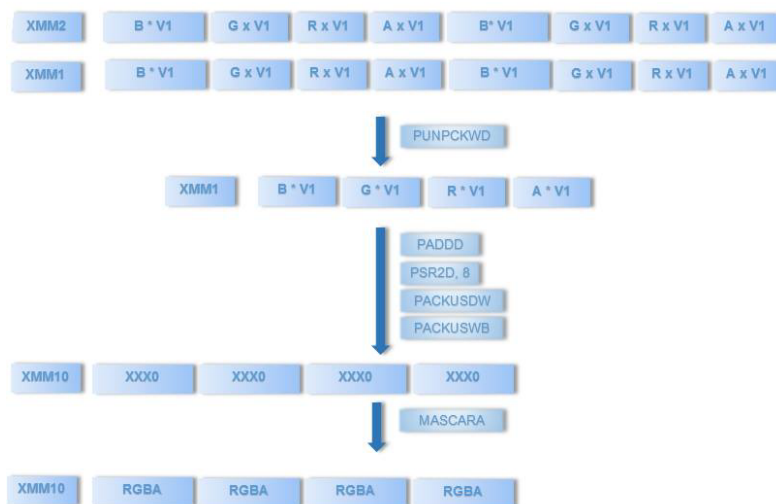 XMM2 B * V1 G x V1 R x V1 A x V1 B* V1 G x V1 R x V1 A x V1
XMM1 B * V1 G x V1 R x V1 A x V1 B* V1 G x V1 R x V1 A x V1
PUNPCKWD
XMM1 B * V1 G * V1 R * V1 A * V1
PADDD
PSR2D, 8
PACKUSDW
PACKUSWB
XMM10 XXX0 XXX0 XXX0 XXX0
MASCARA
XMM10 RGBA RGBA RGBA RGBA